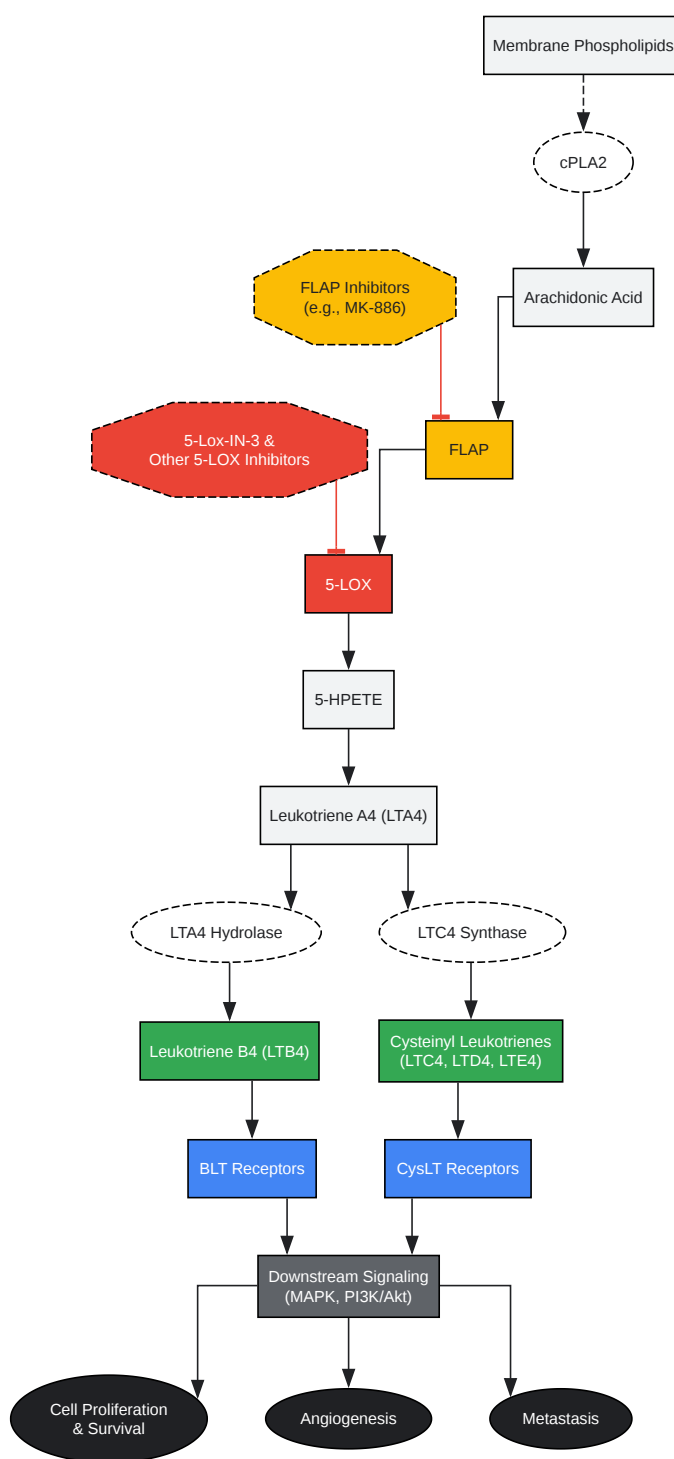 Membrane Phospholipids
cPLA2
Arachidonic Acid
FLAP Inhibitors
(e.g., MK-886)
FLAP
5-Lox-IN-3 &
Other 5-LOX Inhibitors
5-LOX
5-HPETE
Leukotriene A4 (LTA4)
LTA4 Hydrolase
LTC4 Synthase
Leukotriene B4 (LTB4)
Cysteinyl Leukotrienes
(LTC4, LTD4, LTE4)
BLT Receptors
CysLT Receptors
Downstream Signaling
(MAPK, PI3K/Akt)
Cell Proliferation
& Survival
Angiogenesis
Metastasis